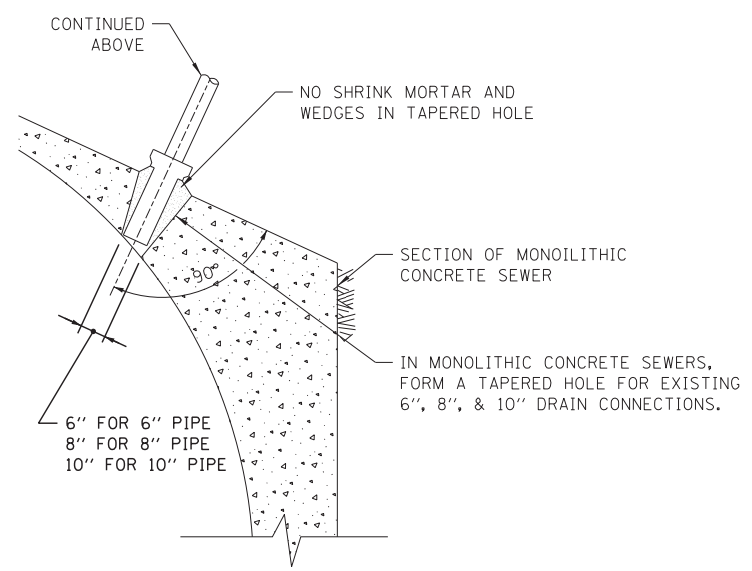 CONTINUED
ABOVE
NO SHRINK MORTAR AND
WEDGES IN TAPERED HOLE
SECTION OF MONOILITHIC
CONCRETE SEWER
90°
IN MONOLITHIC CONCRETE SEWERS,
FORM A TAPERED HOLE FOR EXISTING
6", 8", & 10" DRAIN CONNECTIONS.
6" FOR 6" PIPE
8" FOR 8" PIPE
10" FOR 10" PIPE